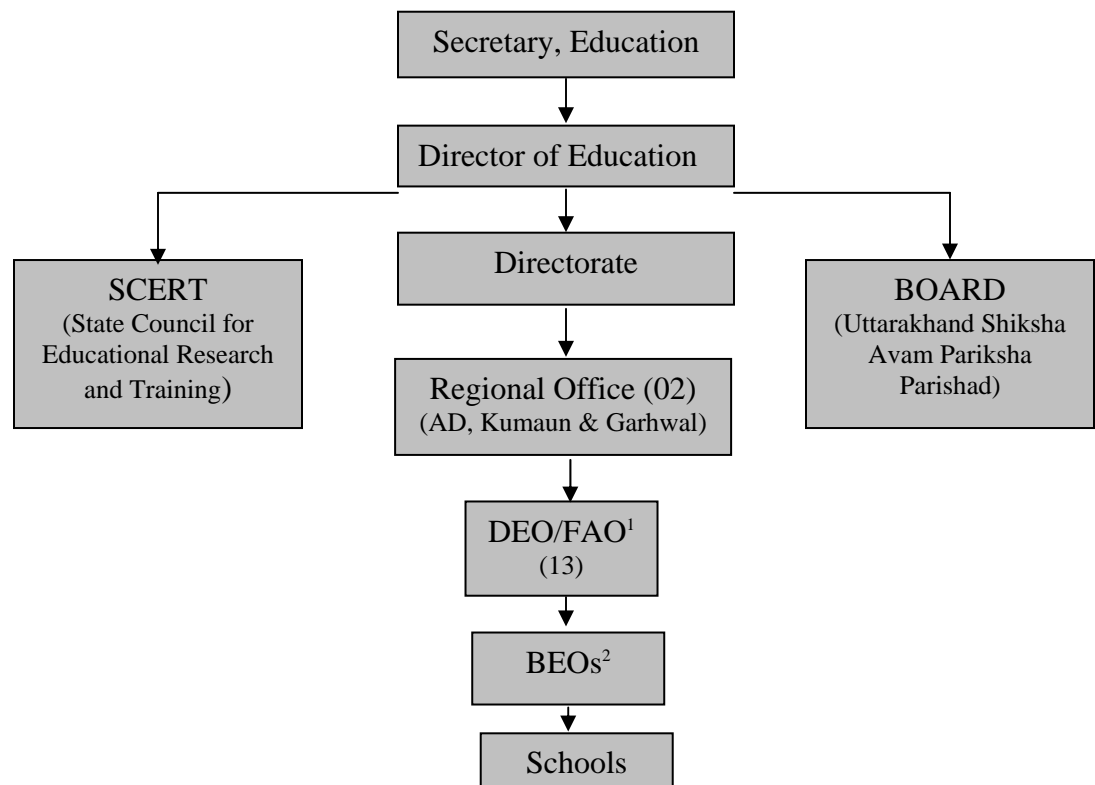 Secretary, Education
Director of Education
Directorate
SCERT
(State Council for
Educational Research
and Training)
BOARD
(Uttarakhand Shiksha
Avam Pariksha
Parishad)
Regional Office (02)
(AD, Kumaun & Garhwal)
DEO/FAO¹
(13)
BEOs²
Schools